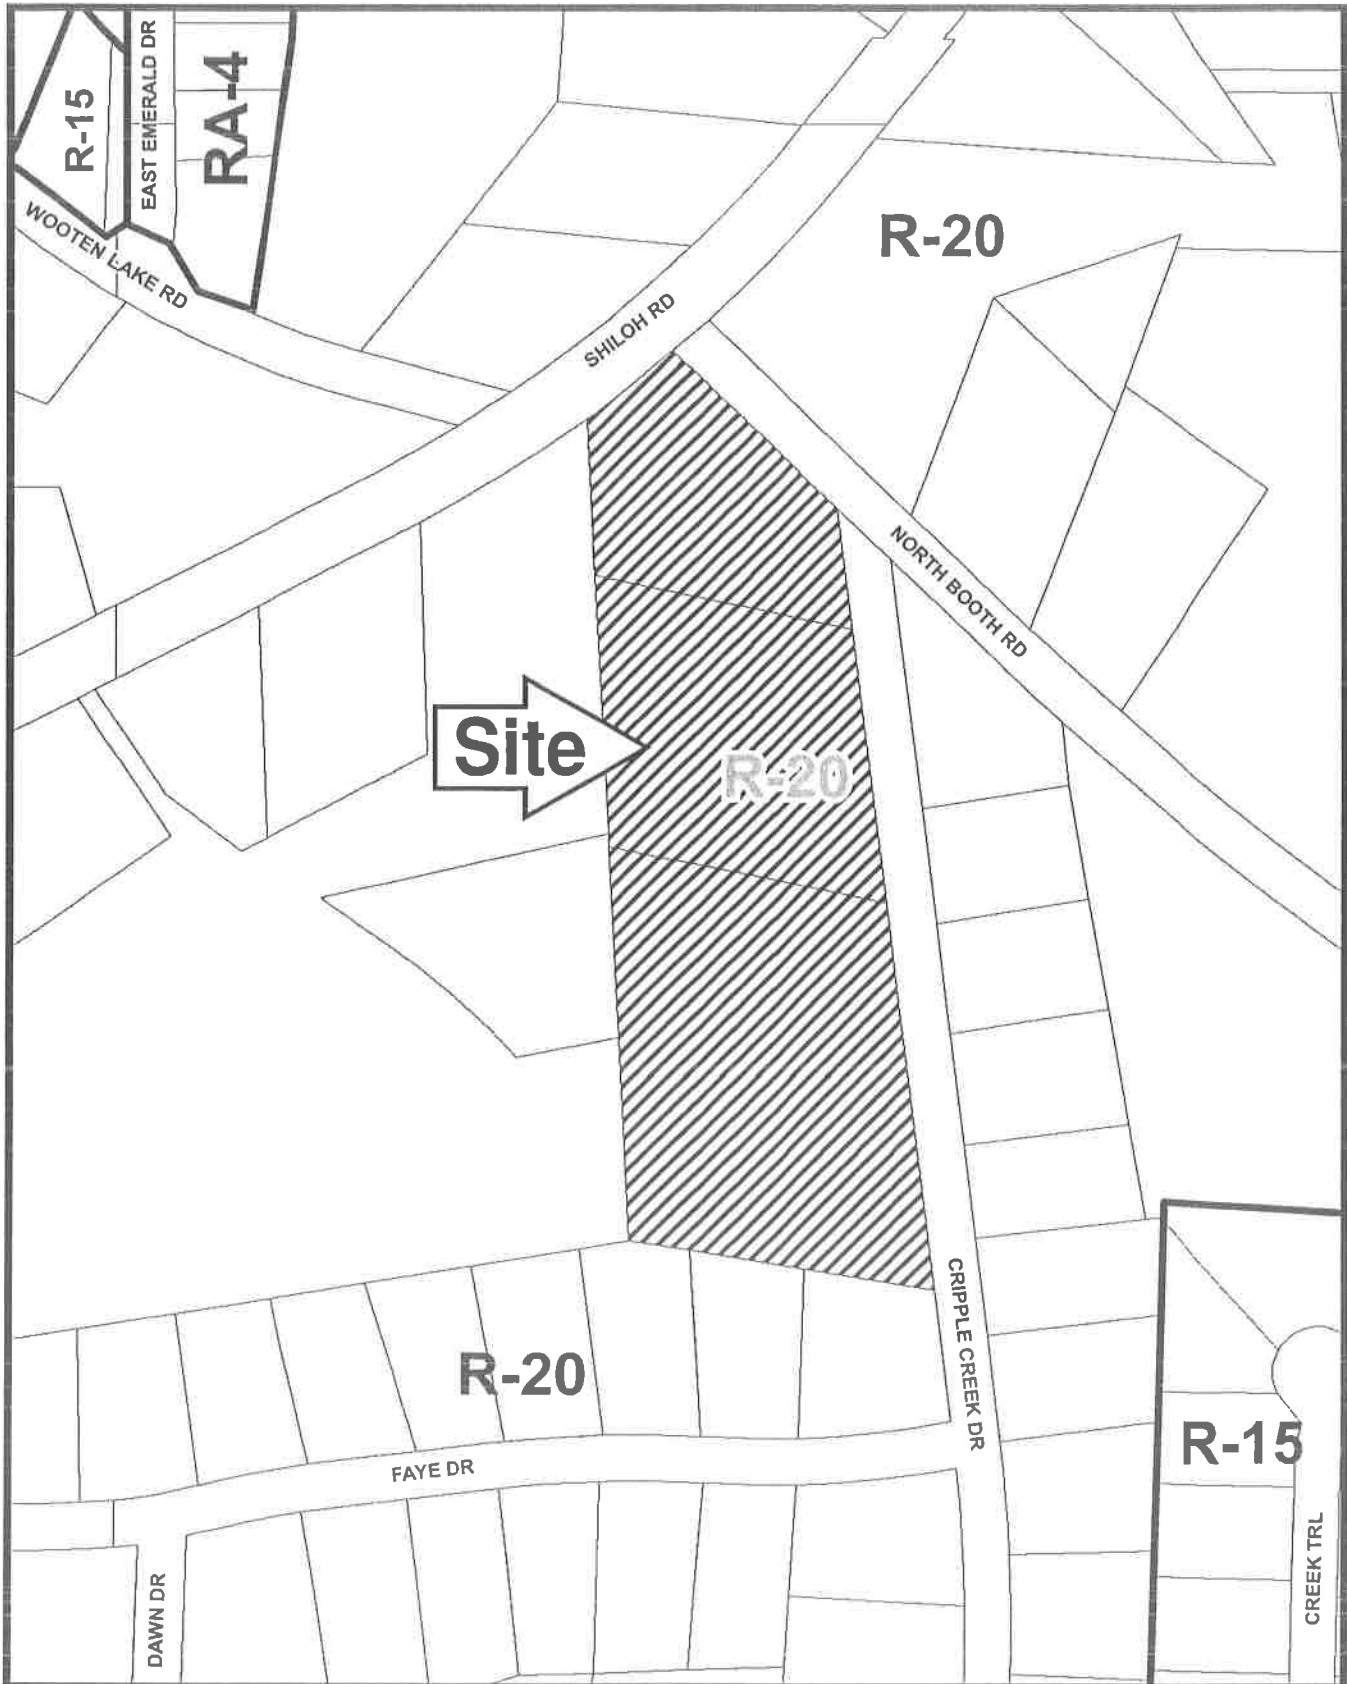 R-15
EAST EMERALD DR
RA-4
WOOTEN LAKE RD
R-20
SHILOH RD
NORTH BOOTH RD
Site
R-20
CRIPPLE CREEK DR
R-20
R-15
FAYE DR
CREEK TRL
DAWN DR